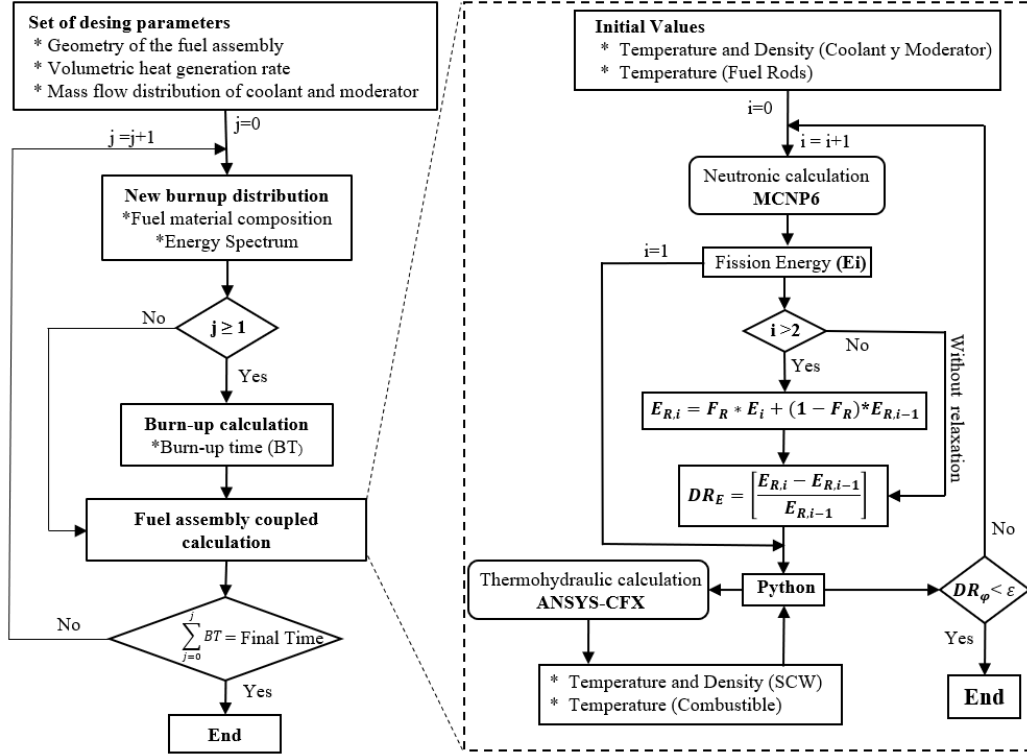 Set of desing parameters
* Geometry of the fuel assembly
* Volumetric heat generation rate
* Mass flow distribution of coolant and moderator
j=0
j =j+1
New burnup distribution
*Fuel material composition
*Energy Spectrum
No
j ≥ 1
Yes
Burn-up calculation
*Burn-up time (BT)
Fuel assembly coupled
calculation
No
\sum_{j=0}^{j} BT = Final Time
Yes
End
Initial Values
* Temperature and Density (Coolant y Moderator)
* Temperature (Fuel Rods)
i=0
i = i+1
Neutronic calculation
MCNP6
i=1
Fission Energy (Ei)
i >2
No
Yes
Without relaxation
E_{R,i} = F_R * E_i + (1 − F_R)*E_{R,i−1}
DR_E = [\frac{E_{R,i} − E_{R,i−1}}{E_{R,i−1}}]
No
Thermohydraulic calculation
ANSYS-CFX
Python
DR_φ < ε
Yes
* Temperature and Density (SCW)
* Temperature (Combustible)
End